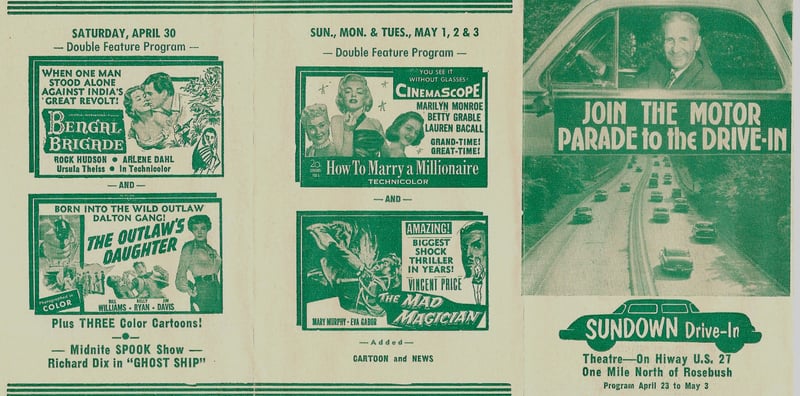 SATURDAY, APRIL 30
— Double Feature Program —
WHEN ONE MAN
STOOD ALONE
AGAINST INDIA'S
'GREAT REVOLT!
BENGAL
BRIGADE
ROCK HUDSON • ARLENE DAHL
Ursula Theiss • In Technicolor
— AND —
BORN INTO THE WILD OUTLAW
DALTON GANG!
THE OUTLAW'S
DAUGHTER
Photographed in
COLOR
BILL WILLIAMS • KELLY RYAN • JIM DAVIS
Plus THREE Color Cartoons!
— Midnite SPOOK Show —
Richard Dix in "GHOST SHIP"
SUN., MON. & TUES., MAY 1, 2 & 3
— Double Feature Program —
YOU SEE IT
WITHOUT GLASSES!
CINEMASCOPE
MARILYN MONROE
BETTY GRABLE
LAUREN BACALL
GRAND-TIME!
GREAT-TIME!
How To Marry a Millionaire
TECHNICOLOR
— AND —
AMAZING!
BIGGEST
SHOCK
THRILLER
IN YEARS!
VINCENT PRICE
THE MAD
MAGICIAN
MARY MURPHY • EVA GABOR
— Added —
CARTOON and NEWS
JOIN THE MOTOR
PARADE to the DRIVE-IN
SUNDOWN Drive-In
Theatre—On Hiway U.S. 27
One Mile North of Rosebush
Program April 23 to May 3